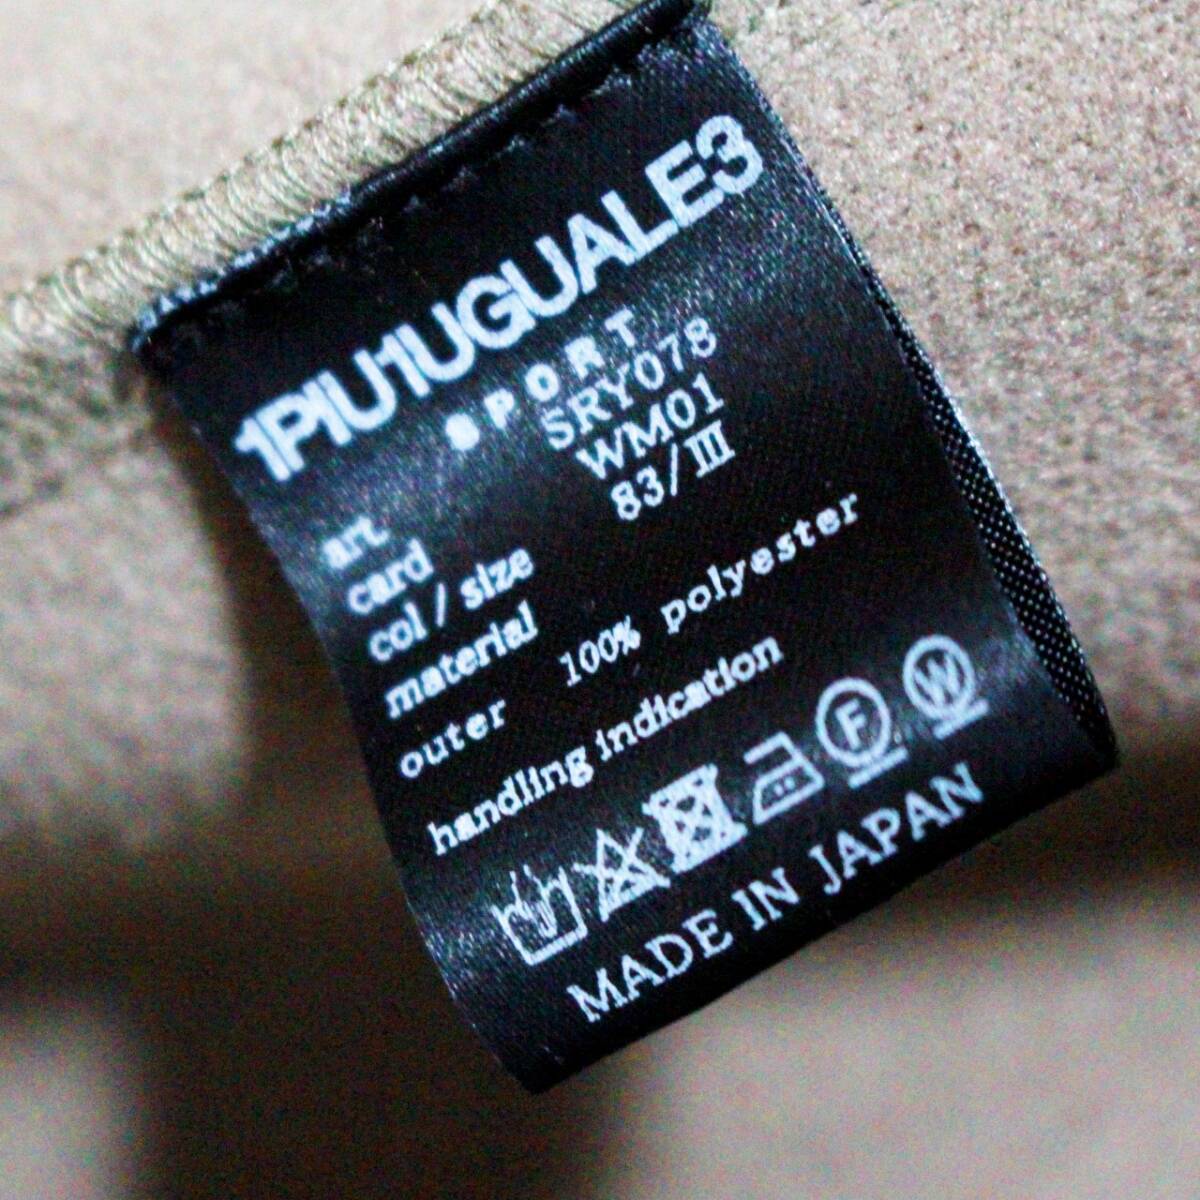 1PIU1UGUALE3
SPORT
art SRY078
card WM01
col / size 83/Ⅲ
material
outer 100% polyester
handling indication
F W
MADE IN JAPAN